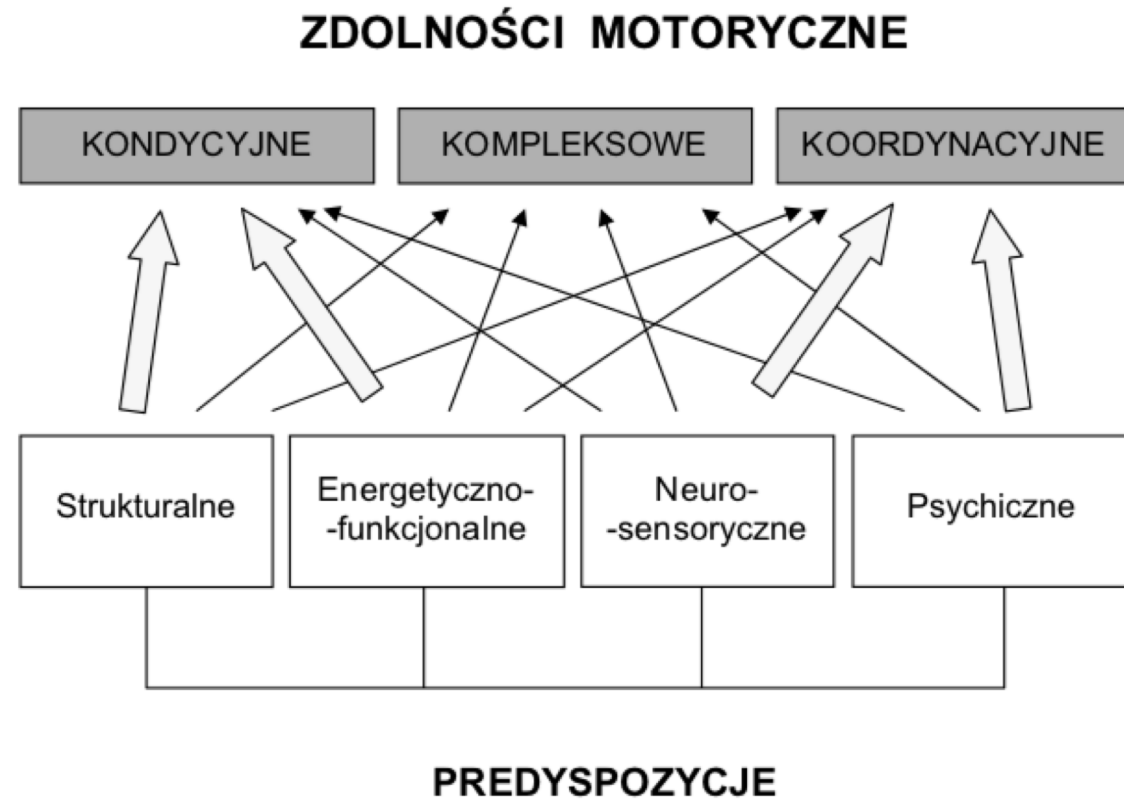 ZDOLNOŚCI MOTORYCZNE
KONDYCYJNE
KOMPLEKSOWE
KOORDYNACYJNE
Strukturalne
Energetyczno-
-funkcjonalne
Neuro-
-sensoryczne
Psychiczne
PREDYSPOZYCJE